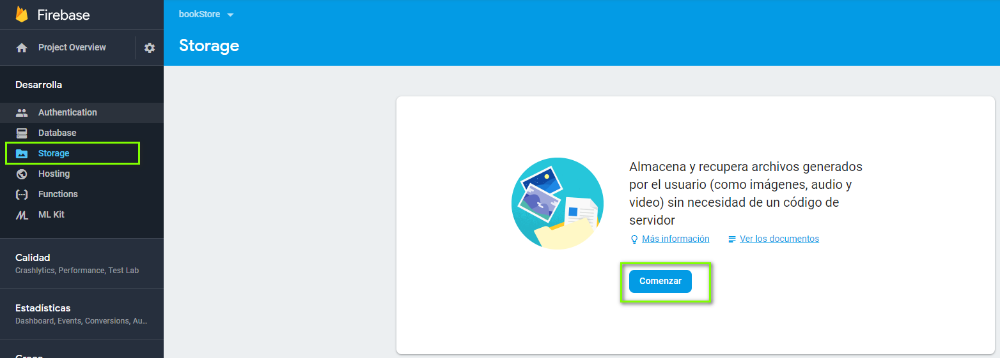 Firebase
bookStore
Project Overview
Storage
Desarrolla
Authentication
Database
Storage
Hosting
Functions
ML Kit
Calidad
Crashlytics, Performance, Test Lab
Estadísticas
Dashboard, Events, Conversions, Au...
Almacena y recupera archivos generados
por el usuario (como imágenes, audio y
video) sin necesidad de un código de
servidor
Más información
Ver los documentos
Comenzar